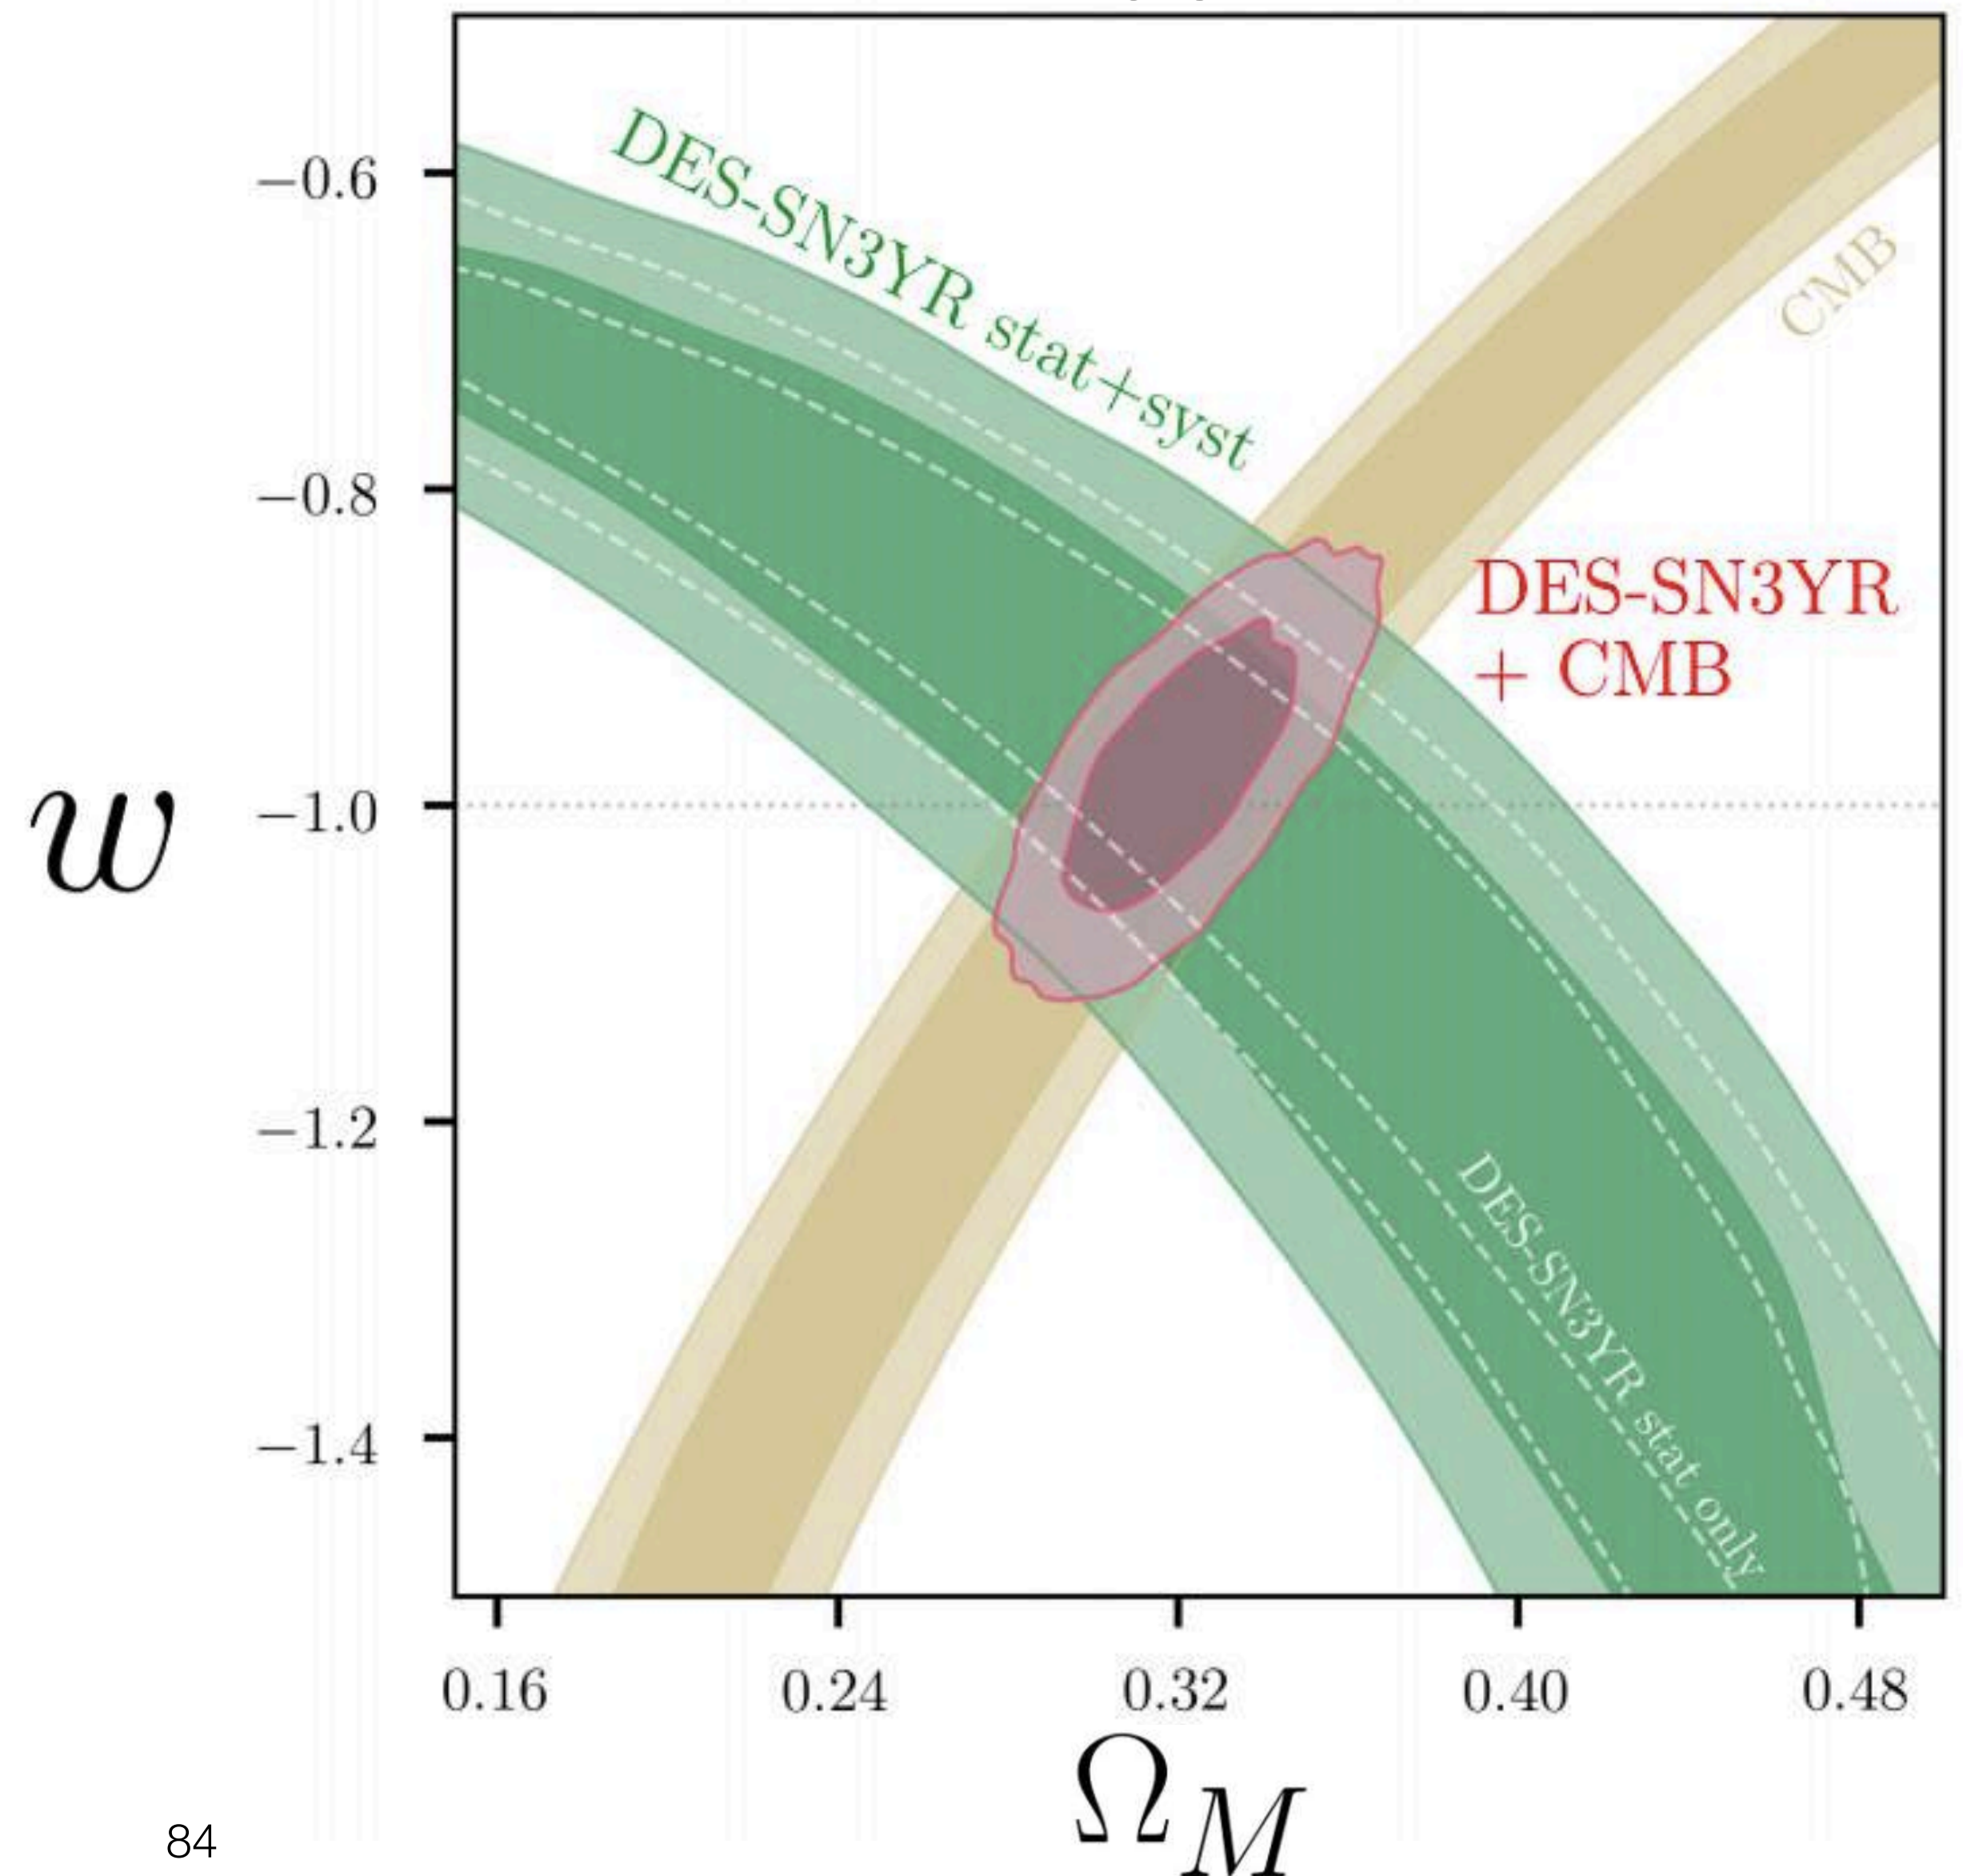 DES-SN3YR stat+syst
CMB
DES-SN3YR
+ CMB
DES-SN3YR stat only
−0.6
−0.8
−1.0
−1.2
−1.4
w
0.16 0.24 0.32 0.40 0.48
Ω_M
84